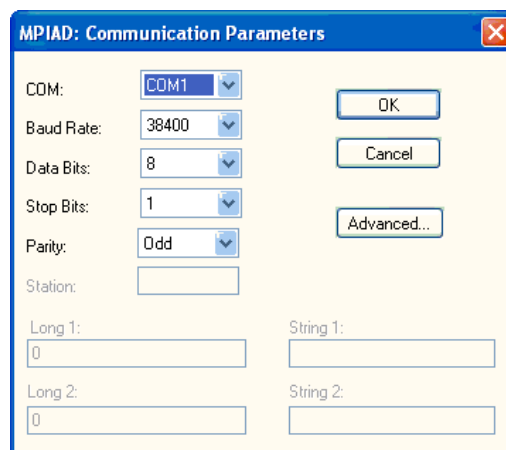 MPIAD: Communication Parameters
COM: COM1
Baud Rate: 38400
Data Bits: 8
Stop Bits: 1
Parity: Odd
Station:
OK
Cancel
Advanced...
Long 1: String 1:
0
Long 2: String 2:
0